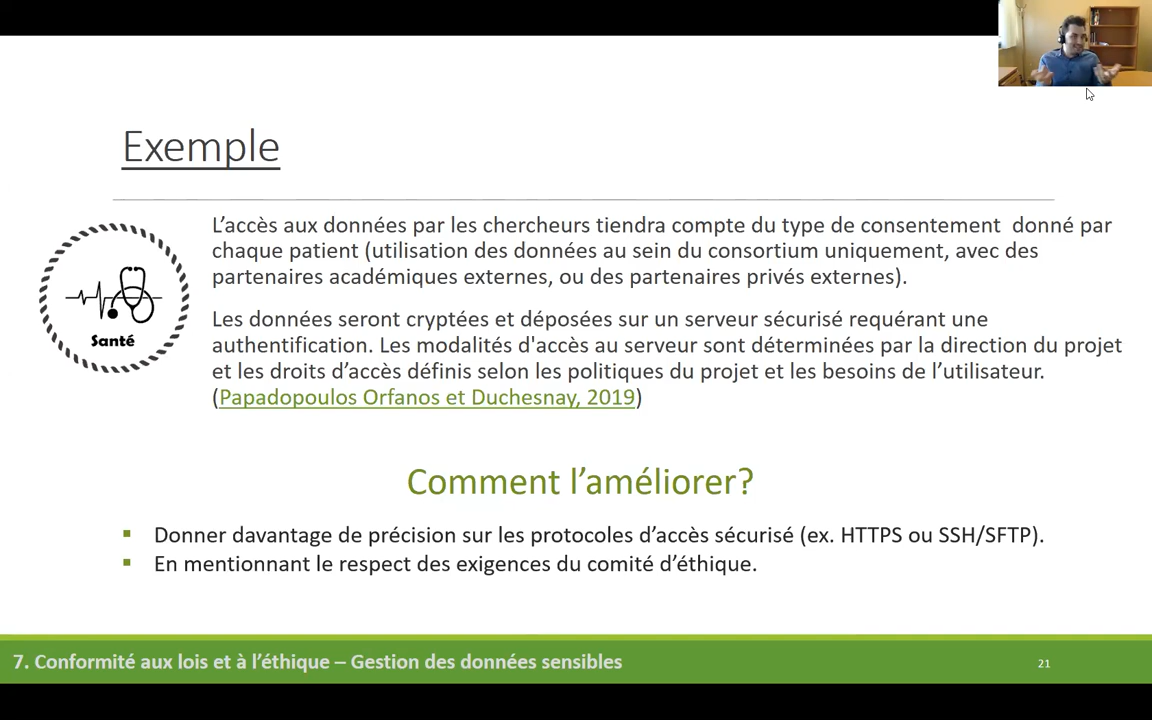 Exemple
L’accès aux données par les chercheurs tiendra compte du type de consentement donné par
chaque patient (utilisation des données au sein du consortium uniquement, avec des
partenaires académiques externes, ou des partenaires privés externes).
Santé
Les données seront cryptées et déposées sur un serveur sécurisé requérant une
authentification. Les modalités d'accès au serveur sont déterminées par la direction du projet
et les droits d’accès définis selon les politiques du projet et les besoins de l’utilisateur.
(Papadopoulos Orfanos et Duchesnay, 2019)
Comment l’améliorer?
▪ Donner davantage de précision sur les protocoles d’accès sécurisé (ex. HTTPS ou SSH/SFTP).
▪ En mentionnant le respect des exigences du comité d’éthique.
7. Conformité aux lois et à l’éthique – Gestion des données sensibles
21